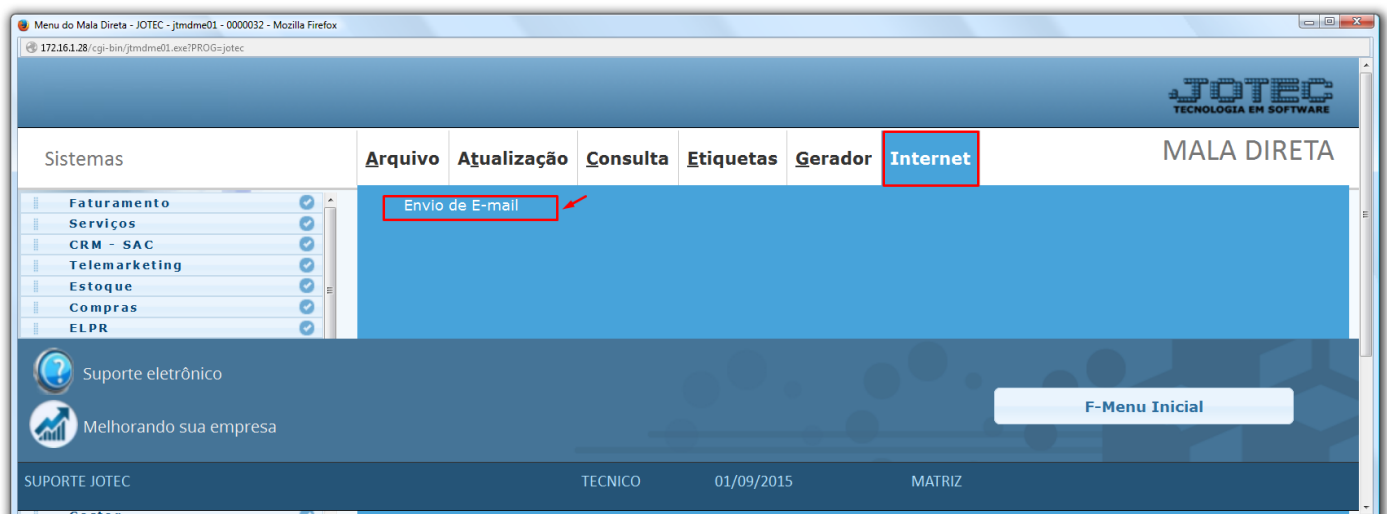 Menu do Mala Direta - JOTEC - jtmdme01 - 0000032 - Mozilla Firefox
172.16.1.28/cgi-bin/jtmdme01.exe?PROG=jotec
JOTEC
TECNOLOGIA EM SOFTWARE
Sistemas
Arquivo Atualização Consulta Etiquetas Gerador Internet
MALA DIRETA
Envio de E-mail
Faturamento
Serviços
CRM - SAC
Telemarketing
Estoque
Compras
ELPR
Suporte eletrônico
Melhorando sua empresa
F-Menu Inicial
SUPORTE JOTEC TECNICO 01/09/2015 MATRIZ